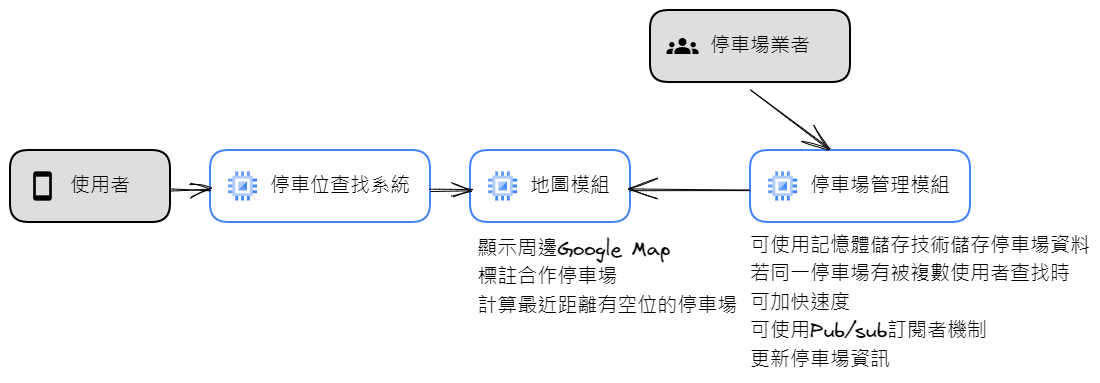 停車場業者
使用者
停車位查找系統
地圖模組
停車場管理模組
顯示周邊Google Map
標註合作停車場
計算最近距離有空位的停車場
可使用記憶體儲存技術儲存停車場資料
若同一停車場有被複數使用者查找時
可加快速度
可使用Pub/sub訂閱者機制
更新停車場資訊